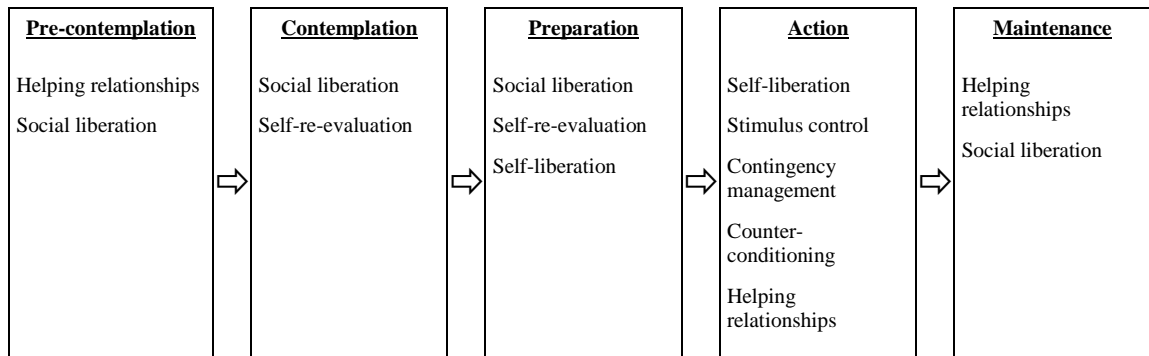 Pre-contemplation
Helping relationships
Social liberation
Contemplation
Social liberation
Self-re-evaluation
Preparation
Social liberation
Self-re-evaluation
Self-liberation
Action
Self-liberation
Stimulus control
Contingency
management
Counter-
conditioning
Helping
relationships
Maintenance
Helping
relationships
Social liberation